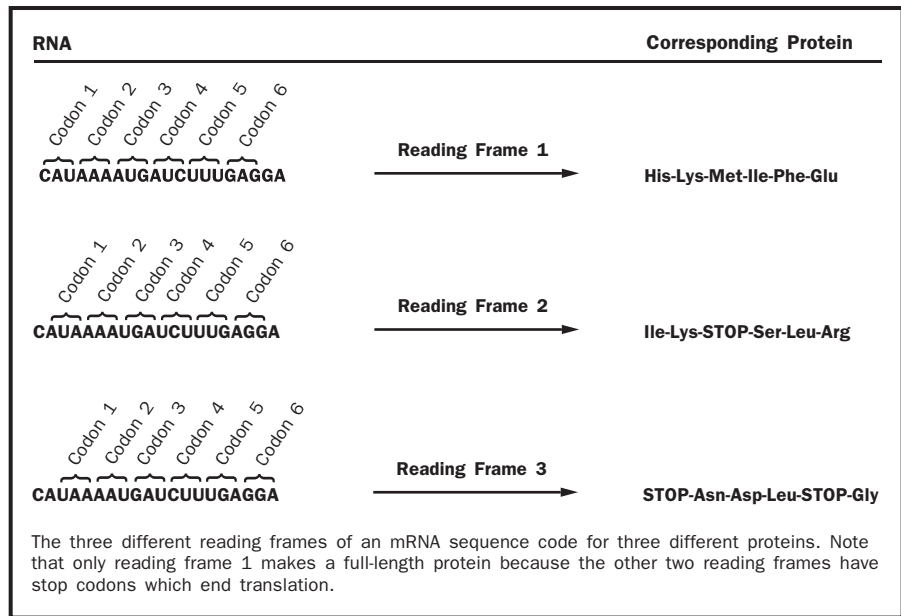 RNA Corresponding Protein
Codon 1 Codon 2 Codon 3 Codon 4 Codon 5 Codon 6
CAUAAAAUGAUCUUUGAGGA
Reading Frame 1
His-Lys-Met-Ile-Phe-Glu
Codon 1 Codon 2 Codon 3 Codon 4 Codon 5 Codon 6
CAUAAAAUGAUCUUUGAGGA
Reading Frame 2
Ile-Lys-STOP-Ser-Leu-Arg
Codon 1 Codon 2 Codon 3 Codon 4 Codon 5 Codon 6
CAUAAAAUGAUCUUUGAGGA
Reading Frame 3
STOP-Asn-Asp-Leu-STOP-Gly
The three different reading frames of an mRNA sequence code for three different proteins. Note
that only reading frame 1 makes a full-length protein because the other two reading frames have
stop codons which end translation.